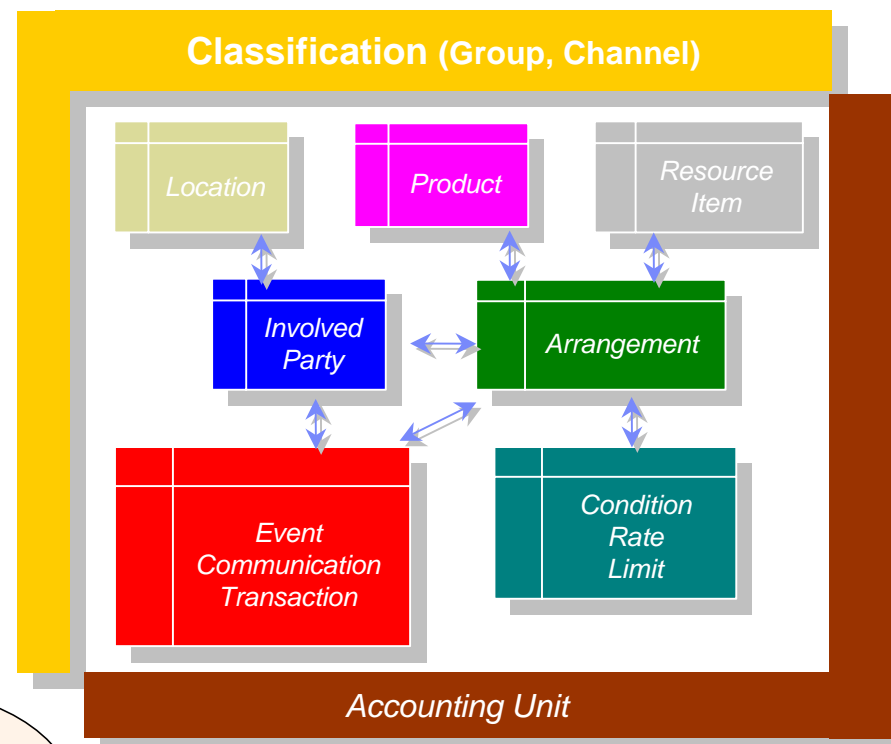 Classification (Group, Channel)
Location
Product
Resource
Item
Involved
Party
Arrangement
Event
Communication
Transaction
Condition
Rate
Limit
Accounting Unit